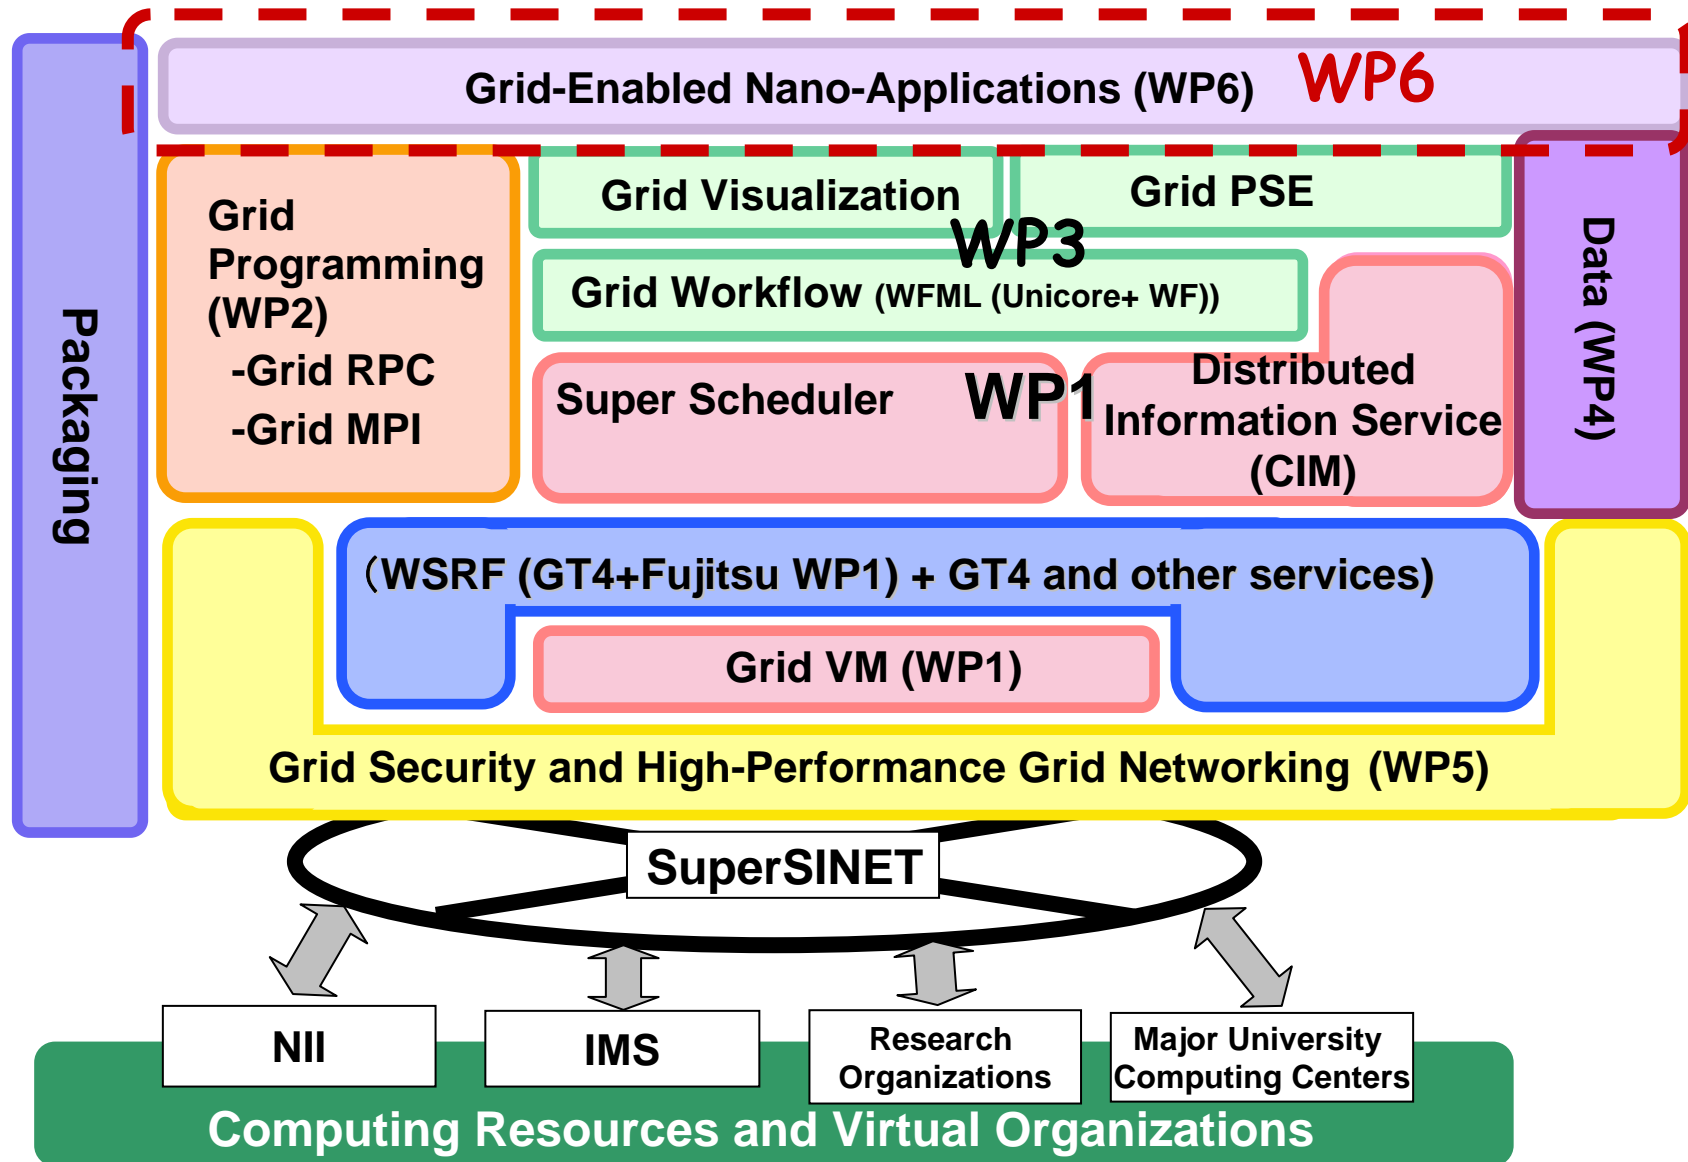 Grid-Enabled Nano-Applications (WP6) WP6
Packaging
Grid
Programming
(WP2)
-Grid RPC
-Grid MPI
Grid Visualization
Grid PSE
WP3
Grid Workflow (WFML (Unicore+ WF))
Super Scheduler
WP1
Distributed
Information Service
(CIM)
Data (WP4)
(WSRF (GT4+Fujitsu WP1) + GT4 and other services)
Grid VM (WP1)
Grid Security and High-Performance Grid Networking (WP5)
SuperSINET
NII
IMS
Research
Organizations
Major University
Computing Centers
Computing Resources and Virtual Organizations